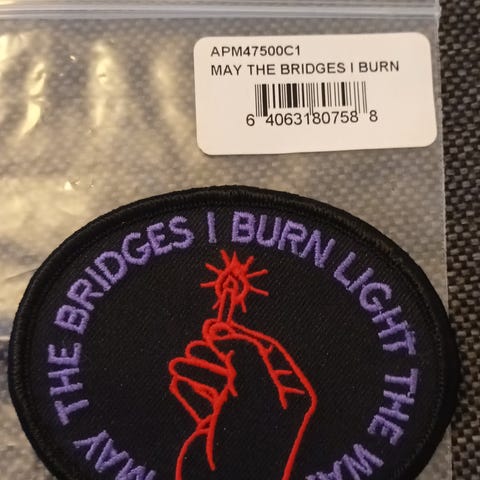 APM47500C1
MAY THE BRIDGES I BURN
6 40631 80758 8
MAY THE BRIDGES I BURN LIGHT THE WA